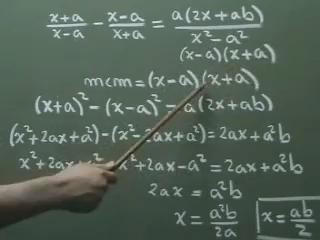 (x+a)/(x-a) - (x-a)/(x+a) = a(2x+ab)/(x²-a²)
(x-a)(x+a)
mcm=(x-a)(x+a)
(x+a)²-(x-a)²=a(2x+ab)
(x²+2ax+a²)-(x²-2ax+a²)=2ax+a²b
x²+2ax+a²-x²+2ax-a²=2ax+a²b
2ax = a²b
x = a²b/2a
x = ab/2